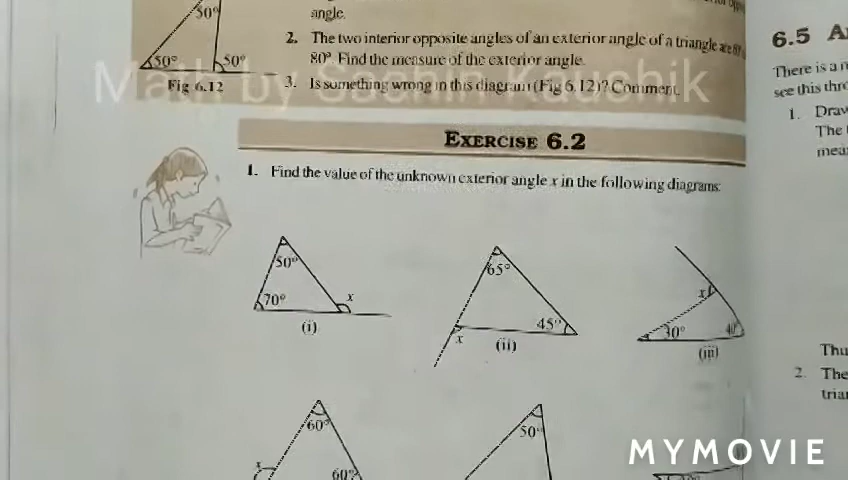 50°
50°
50°
Fig 6.12
angle.
2. The two interior opposite angles of an exterior angle of a triangle are
80°. Find the measure of the exterior angle.
3. Is something wrong in this diagram (Fig 6.12)? Comment.
Math by Sachin Kaushik
EXERCISE 6.2
1. Find the value of the unknown exterior angle x in the following diagrams:
50°
70°
x
(i)
65°
45°
x
(ii)
x
30°
40°
(iii)
60°
x
60°
50°
6.5
There is a
see this
1. Draw
The
Thu
2. The
MYMOVIE